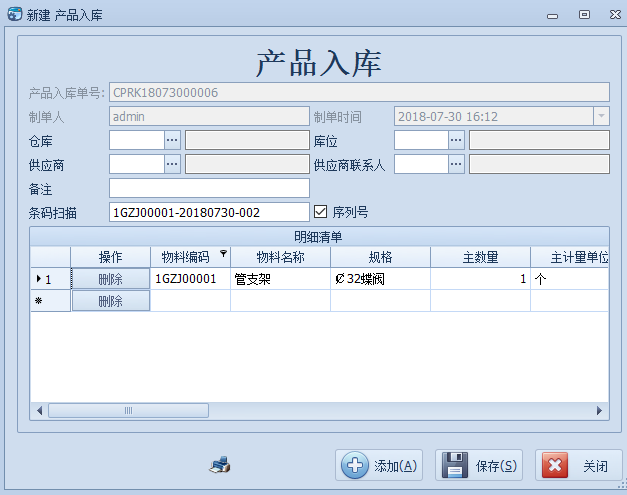 新建 产品入库
产品入库
产品入库单号: CPRK18073000006
制单人 admin 制单时间 2018-07-30 16:12
仓库 ... 库位 ...
供应商 ... 供应商联系人 ...
备注
条码扫描 1GZJ00001-20180730-002 序列号
明细清单
操作 物料编码 物料名称 规格 主数量 主计量单位
1 删除 1GZJ00001 管支架 ₡32蝶阀 1 个
* 删除
添加(A) 保存(S) 关闭